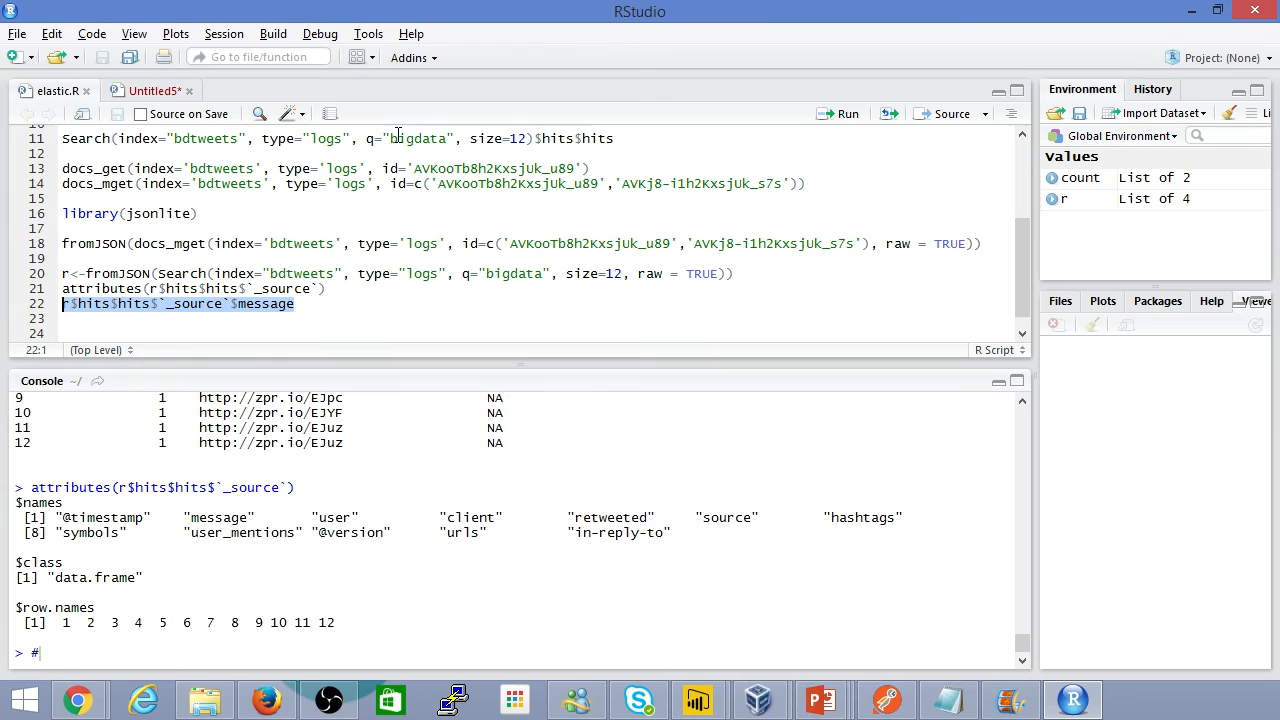 RStudio
File Edit Code View Plots Session Build Debug Tools Help
Go to file/function
Addins
Project: (None)
elastic.R
Untitled5*
Source on Save
Run
Source
11 Search(index="bdtweets", type="logs", q="bigdata", size=12)$hits$hits
12
13 docs_get(index='bdtweets', type='logs', id='AVKooTb8h2KxsjUk_u89')
14 docs_mget(index='bdtweets', type='logs', id=c('AVKooTb8h2KxsjUk_u89','AVKj8-i1h2KxsjUk_s7s'))
15
16 library(jsonlite)
17
18 fromJSON(docs_mget(index='bdtweets', type='logs', id=c('AVKooTb8h2KxsjUk_u89','AVKj8-i1h2KxsjUk_s7s'), raw = TRUE))
19
20 r<-fromJSON(Search(index="bdtweets", type="logs", q="bigdata", size=12, raw = TRUE))
21 attributes(r$hits$hits$`_source`)
22 r$hits$hits$`_source`$message
23
24
22:1 (Top Level) R Script
Console ~/
9 1 http://zpr.io/EJpc NA
10 1 http://zpr.io/EJYF NA
11 1 http://zpr.io/EJuz NA
12 1 http://zpr.io/EJuz NA
> attributes(r$hits$hits$`_source`)
$names
[1] "@timestamp" "message" "user" "client" "retweeted" "source" "hashtags"
[8] "symbols" "user_mentions" "@version" "urls" "in-reply-to"
$class
[1] "data.frame"
$row.names
[1] 1 2 3 4 5 6 7 8 9 10 11 12
> #
Environment History
Import Dataset Li
Global Environment
Values
count List of 2
r List of 4
Files Plots Packages Help Viewe